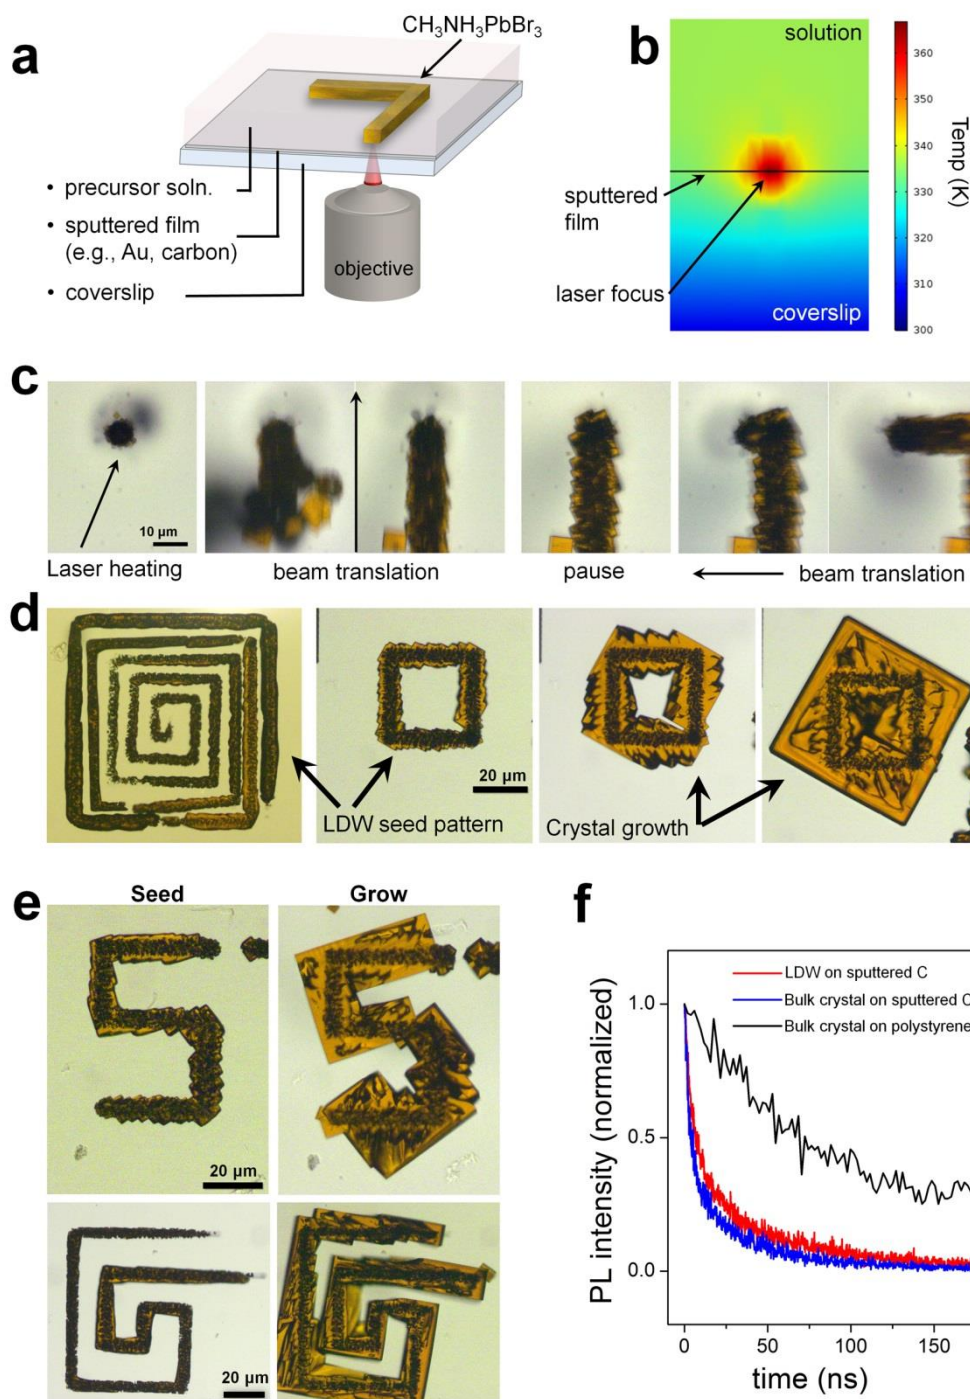 a
CH₃NH₃PbBr₃
• precursor soln.
• sputtered film
(e.g., Au, carbon)
• coverslip
objective
b
solution
sputtered
film
laser focus
coverslip
360
350
340
330
320
310
300
Temp (K)
c
10 µm
Laser heating
beam translation
pause
beam translation
d
LDW seed pattern
20 µm
Crystal growth
e
Seed
Grow
20 µm
20 µm
f
LDW on sputtered C
Bulk crystal on sputtered C
Bulk crystal on polystyrene
1.0
0.5
0.0
PL intensity (normalized)
0
50
100
150
time (ns)